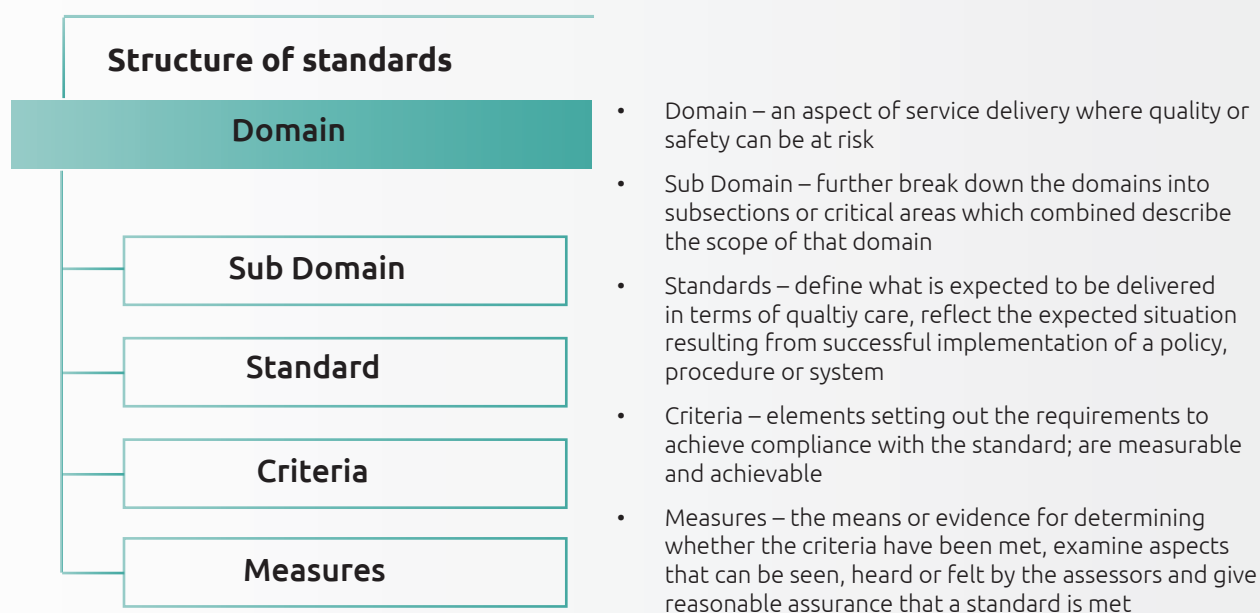 Structure of standards
Domain
Sub Domain
Standard
Criteria
Measures
• Domain – an aspect of service delivery where quality or
safety can be at risk
• Sub Domain – further break down the domains into
subsections or critical areas which combined describe
the scope of that domain
• Standards – define what is expected to be delivered
in terms of qualtiy care, reflect the expected situation
resulting from successful implementation of a policy,
procedure or system
• Criteria – elements setting out the requirements to
achieve compliance with the standard; are measurable
and achievable
• Measures – the means or evidence for determining
whether the criteria have been met, examine aspects
that can be seen, heard or felt by the assessors and give
reasonable assurance that a standard is met